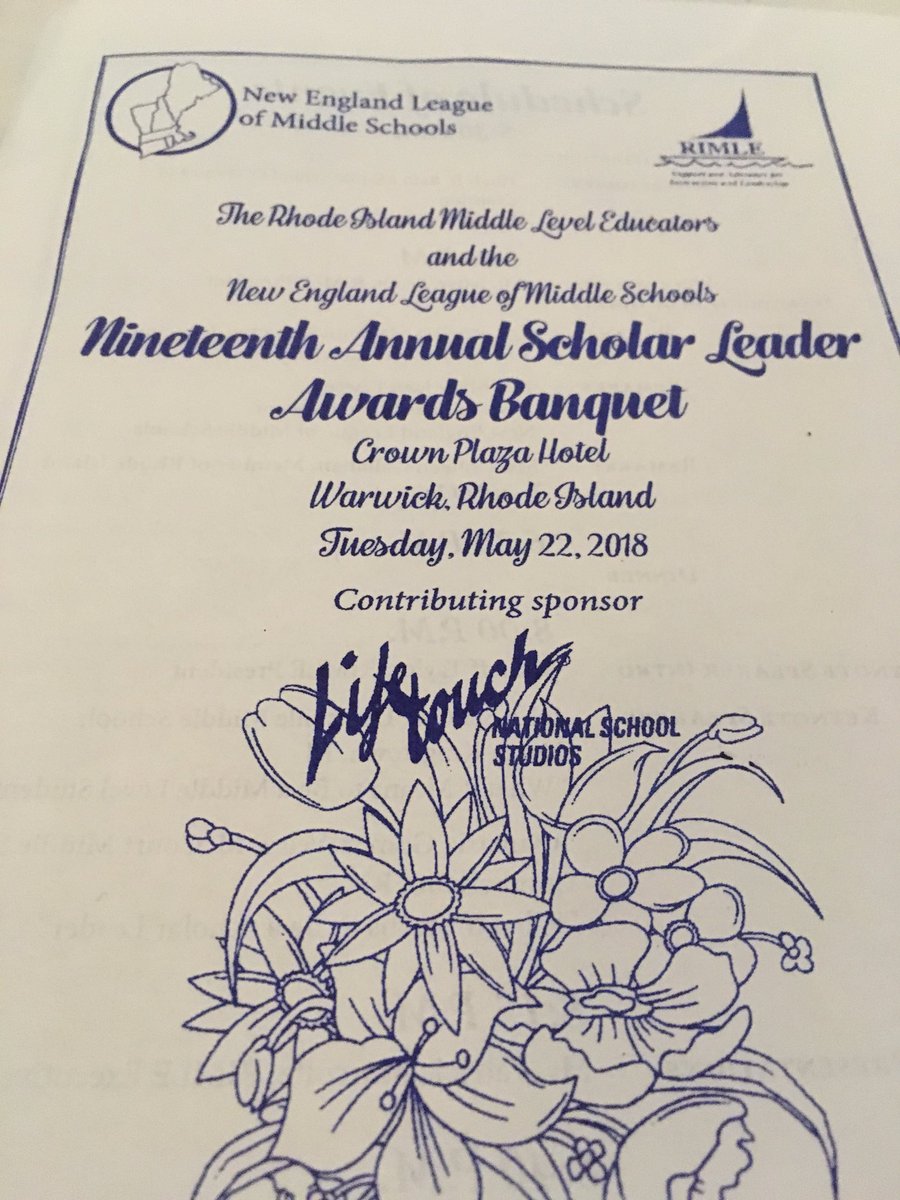 New England League
of Middle Schools
RIMLE
The Rhode Island Middle Level Educators
and the
New England League of Middle Schools
Nineteenth Annual Scholar Leader
Awards Banquet
Crown Plaza Hotel
Warwick, Rhode Island
Tuesday, May 22, 2018
Contributing sponsor
Lifetouch
NATIONAL SCHOOL
STUDIOS